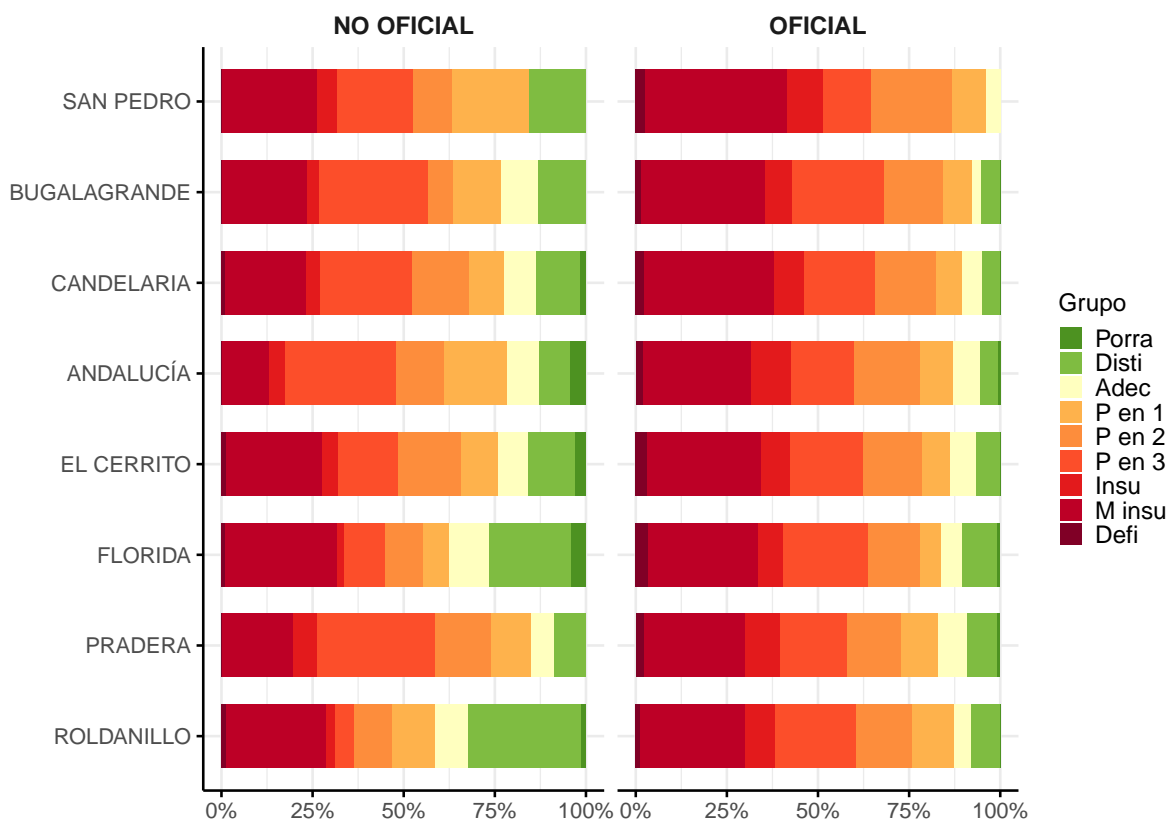 NO OFICIAL OFICIAL
SAN PEDRO
BUGALAGRANDE
CANDELARIA
ANDALUCÍA
EL CERRITO
FLORIDA
PRADERA
ROLDANILLO
0% 25% 50% 75% 100% 0% 25% 50% 75% 100%
Grupo
Porra
Disti
Adec
P en 1
P en 2
P en 3
Insu
M insu
Defi